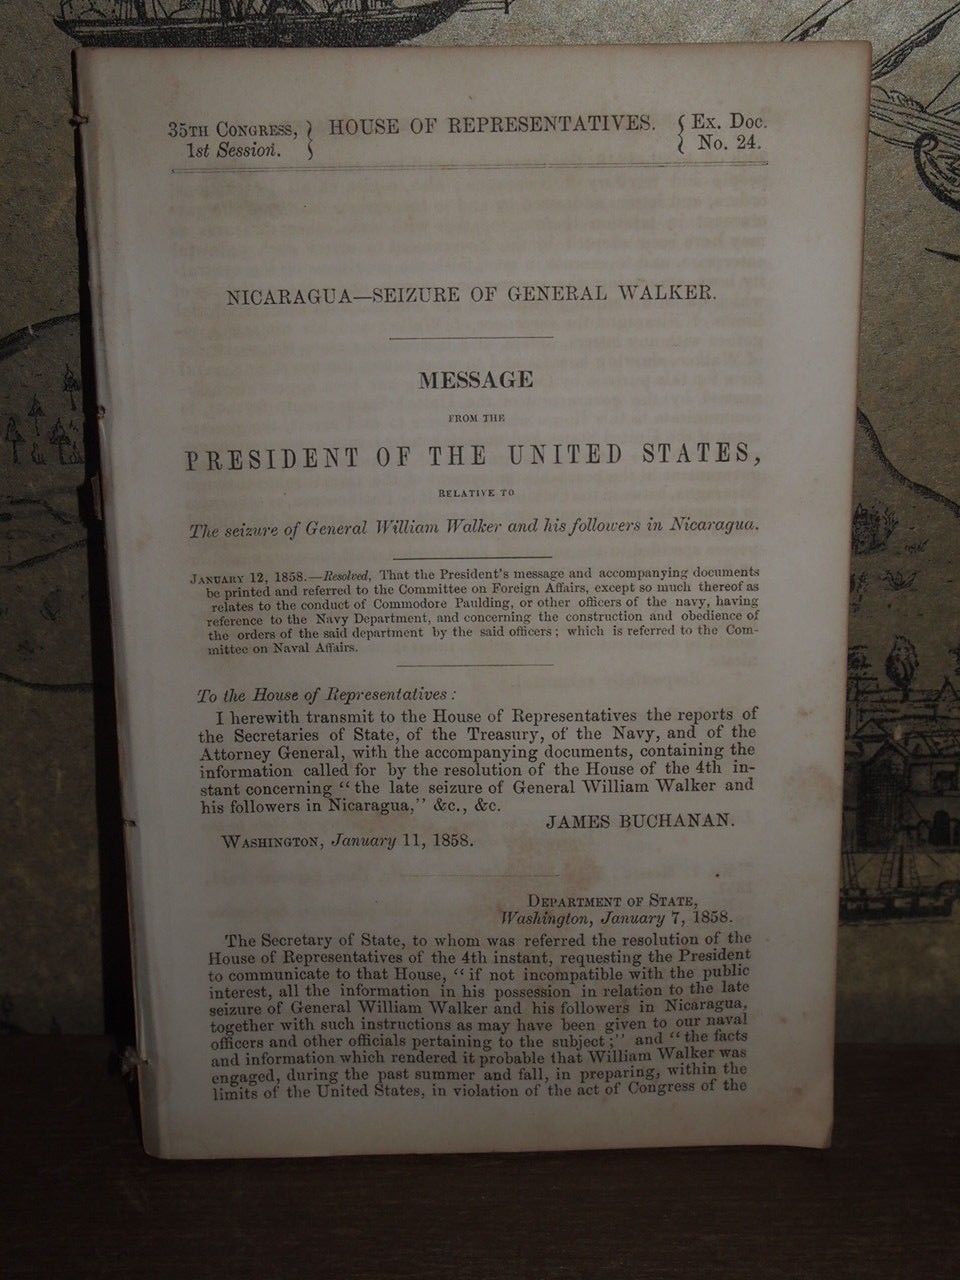 35TH CONGRESS, } HOUSE OF REPRESENTATIVES. { Ex. Doc.
1st Session. } { No. 24.
NICARAGUA—SEIZURE OF GENERAL WALKER.
MESSAGE
FROM THE
PRESIDENT OF THE UNITED STATES,
RELATIVE TO
The seizure of General William Walker and his followers in Nicaragua.
JANUARY 12, 1858.—Resolved, That the President's message and accompanying documents
be printed and referred to the Committee on Foreign Affairs, except so much thereof as
relates to the conduct of Commodore Paulding, or other officers of the navy, having
reference to the Navy Department, and concerning the construction and obedience of
the orders of the said department by the said officers; which is referred to the Com-
mittee on Naval Affairs.
To the House of Representatives:
I herewith transmit to the House of Representatives the reports of
the Secretaries of State, of the Treasury, of the Navy, and of the
Attorney General, with the accompanying documents, containing the
information called for by the resolution of the House of the 4th in-
stant concerning "the late seizure of General William Walker and
his followers in Nicaragua," &c., &c.
JAMES BUCHANAN.
WASHINGTON, January 11, 1858.
DEPARTMENT OF STATE,
Washington, January 7, 1858.
The Secretary of State, to whom was referred the resolution of the
House of Representatives of the 4th instant, requesting the President
to communicate to that House, "if not incompatible with the public
interest, all the information in his possession in relation to the late
seizure of General William Walker and his followers in Nicaragua,
together with such instructions as may have been given to our naval
officers and other officials pertaining to the subject;" and "the facts
and information which rendered it probable that William Walker was
engaged, during the past summer and fall, in preparing, within the
limits of the United States, in violation of the act of Congress of the